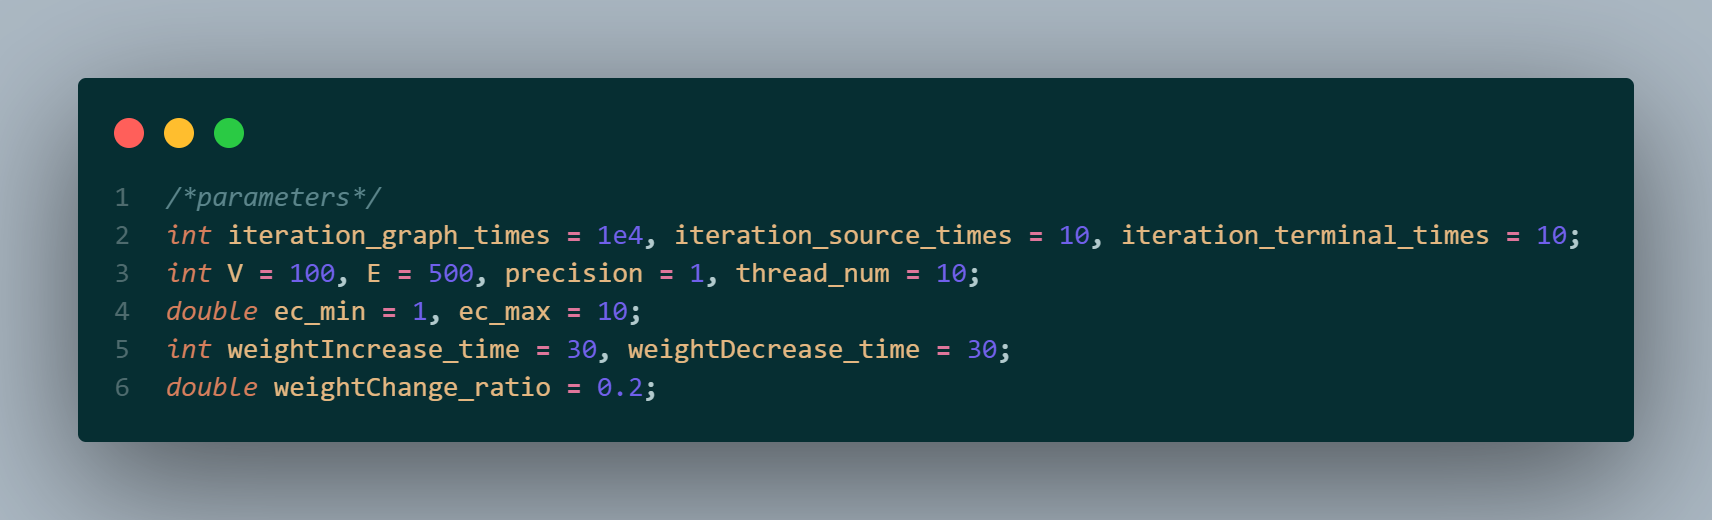 1 /*parameters*/
2 int iteration_graph_times = 1e4, iteration_source_times = 10, iteration_terminal_times = 10;
3 int V = 100, E = 500, precision = 1, thread_num = 10;
4 double ec_min = 1, ec_max = 10;
5 int weightIncrease_time = 30, weightDecrease_time = 30;
6 double weightChange_ratio = 0.2;